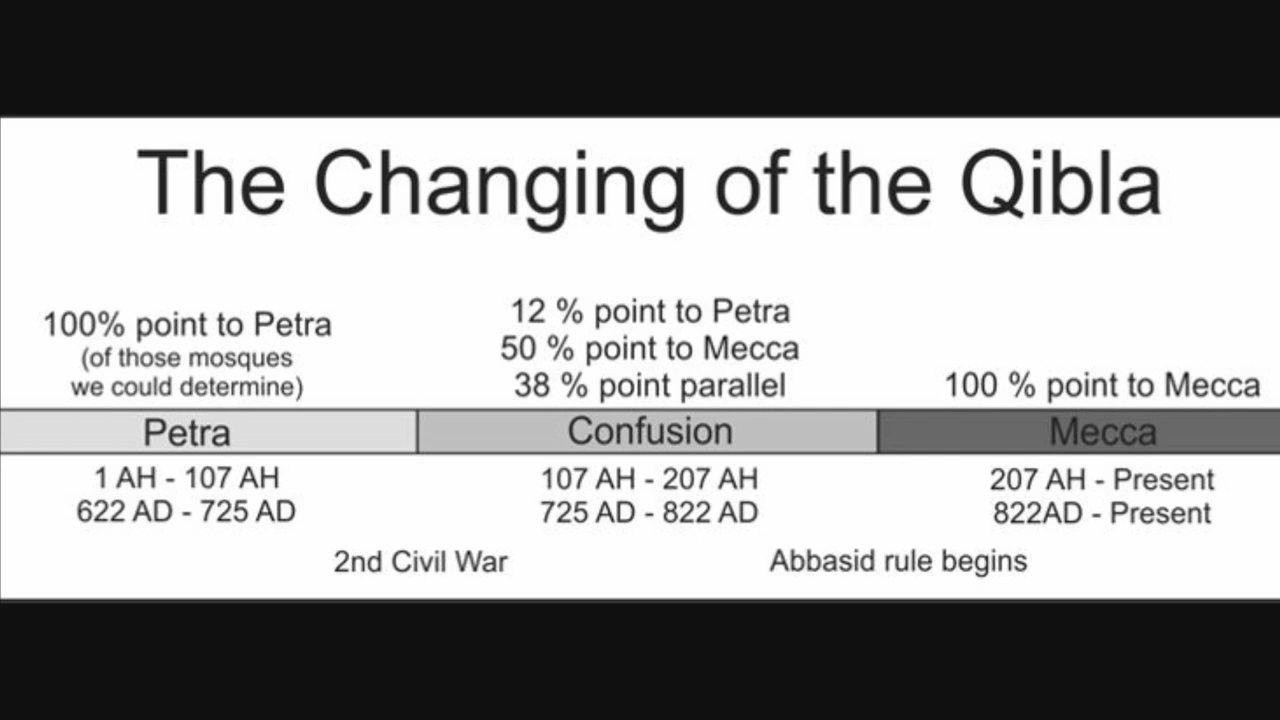 The Changing of the Qibla
100% point to Petra
(of those mosques
we could determine)
12 % point to Petra
50 % point to Mecca
38 % point parallel
100 % point to Mecca
Petra
Confusion
Mecca
1 AH - 107 AH
622 AD - 725 AD
107 AH - 207 AH
725 AD - 822 AD
207 AH - Present
822AD - Present
2nd Civil War
Abbasid rule begins